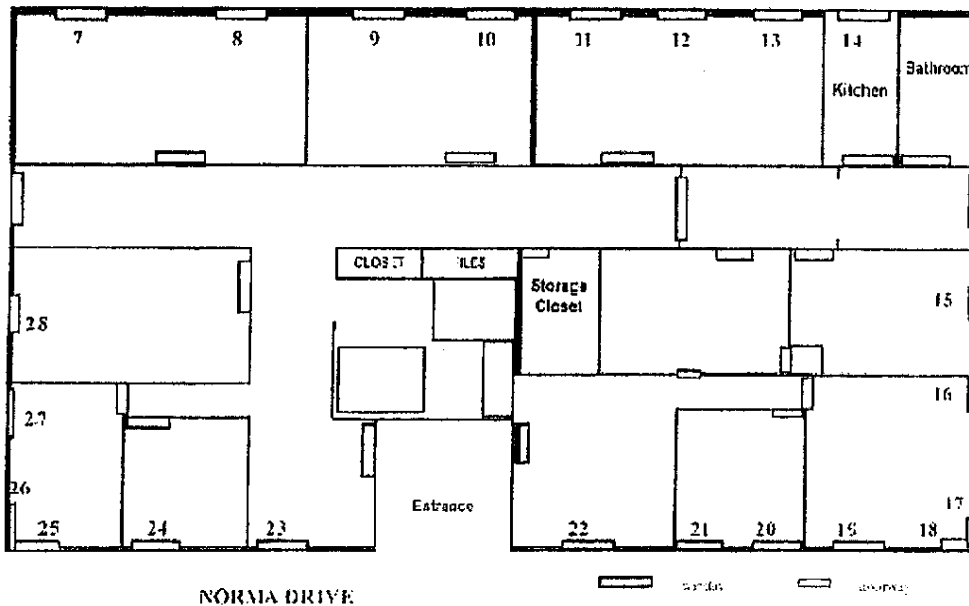 7 8 9 10 11 12 13 14
Bathroom
Kitchen
CLOSET
Storage
Closet
15
28
16
27
26
17
Entrance
25 24 23 22 21 20 19 18
NORMA DRIVE